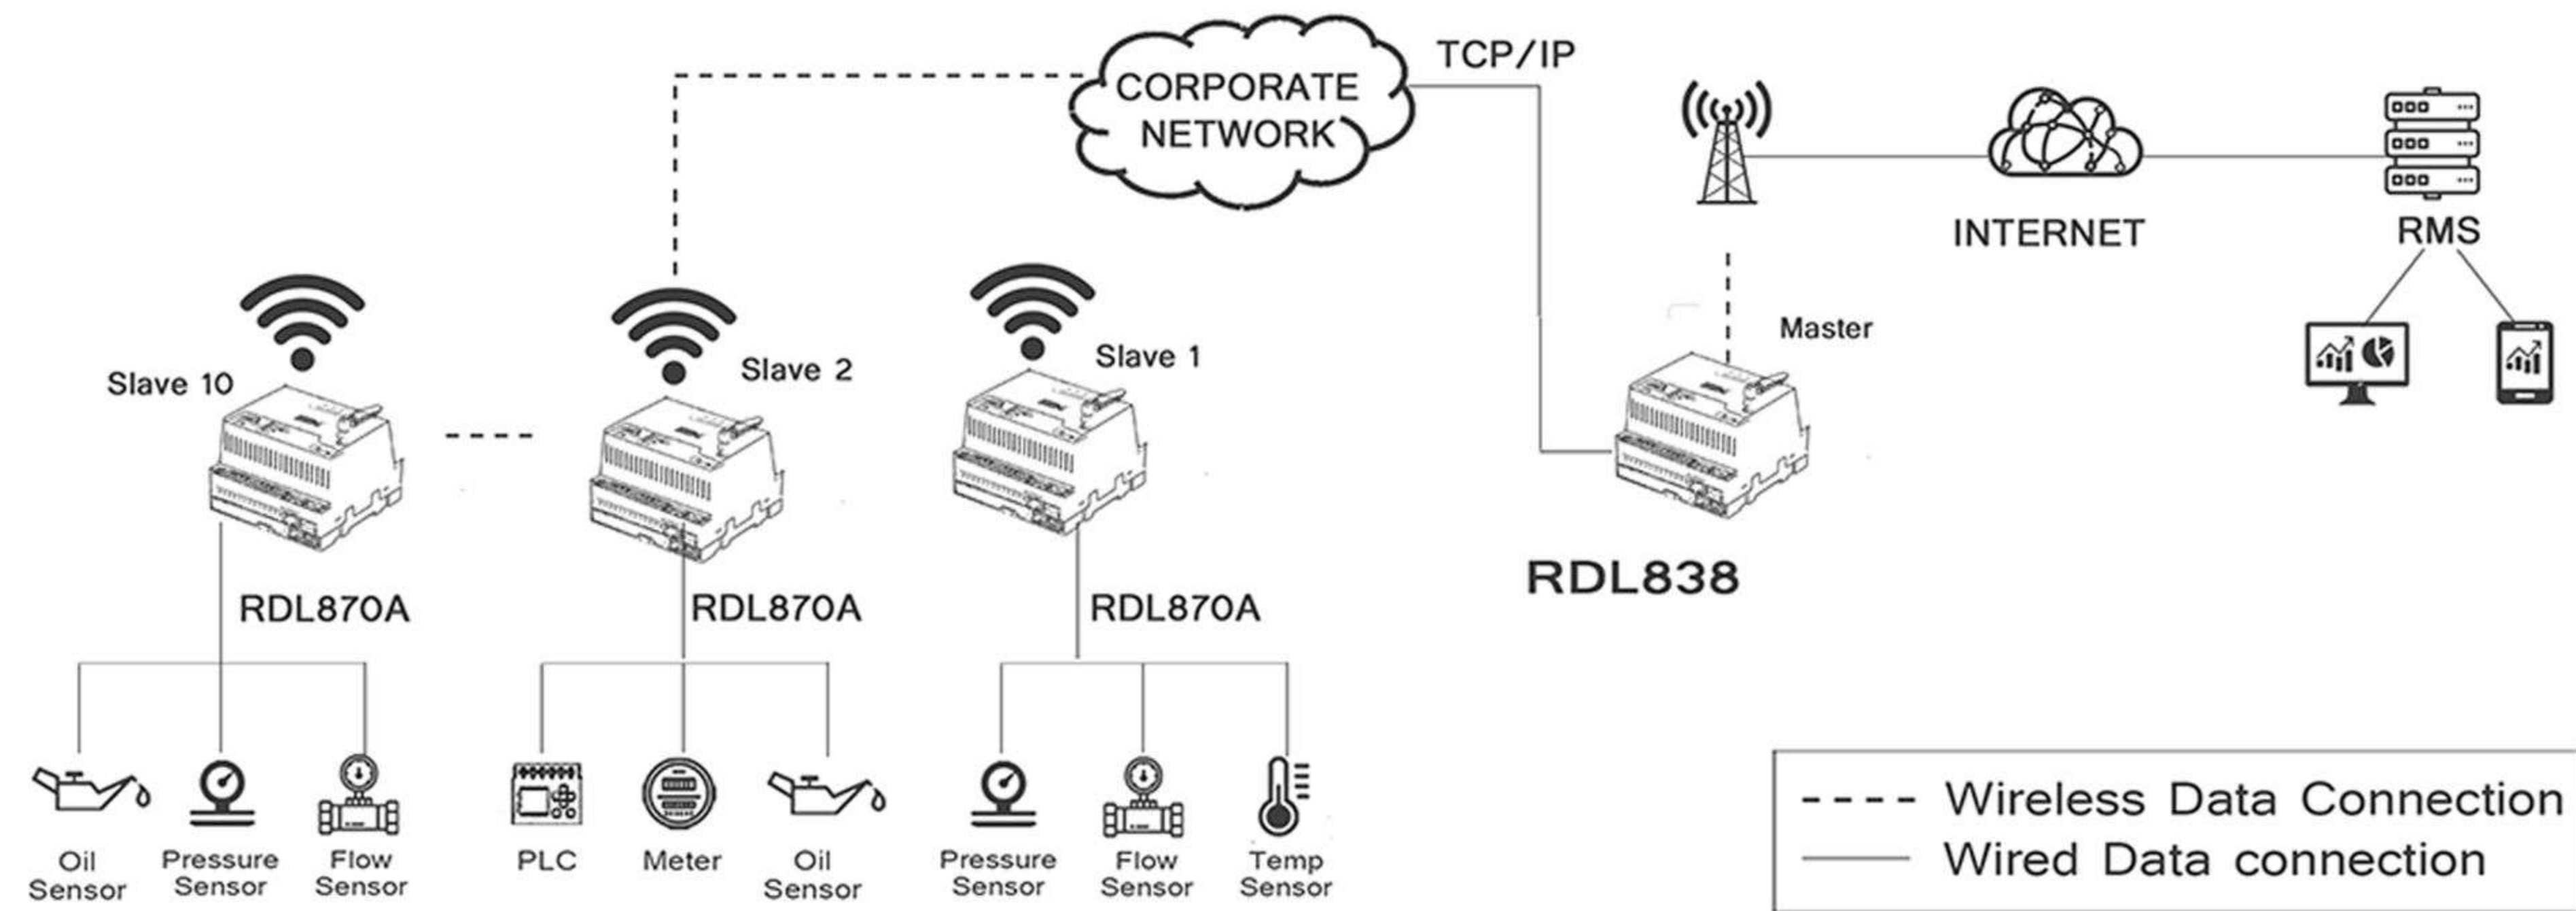 CORPORATE
NETWORK
TCP/IP
INTERNET
RMS
Slave 10
Slave 2
Slave 1
Master
RDL870A
RDL870A
RDL870A
RDL838
Oil
Sensor
Pressure
Sensor
Flow
Sensor
PLC
Meter
Oil
Sensor
Pressure
Sensor
Flow
Sensor
Temp
Sensor
Wireless Data Connection
Wired Data connection